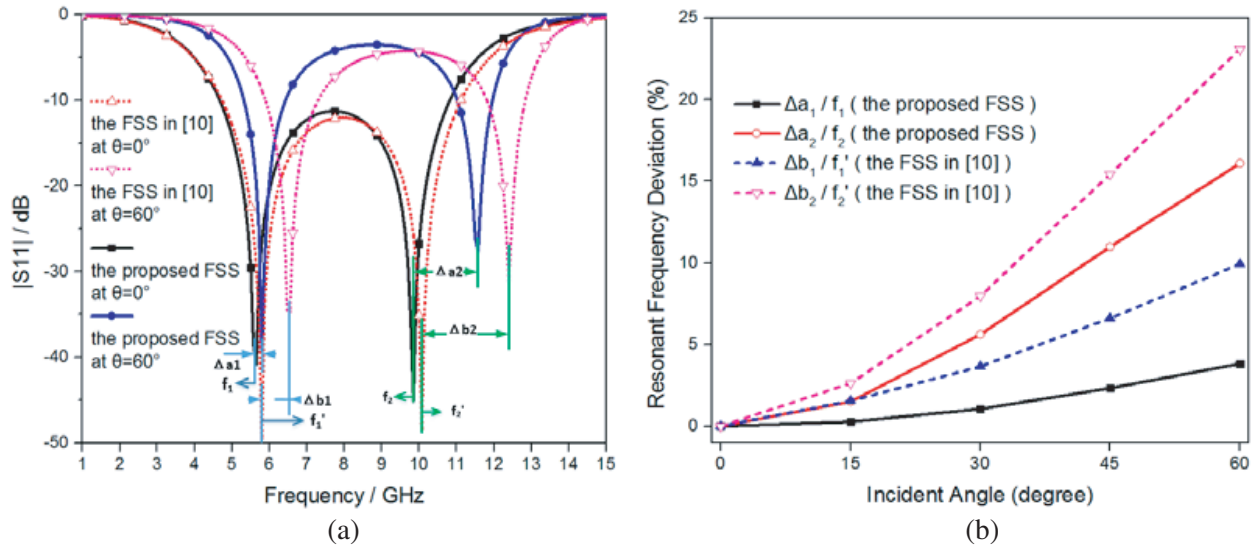 0
-10
-20
-30
-40
-50
|S11| / dB
the FSS in [10]
at θ=0°
the FSS in [10]
at θ=60°
the proposed FSS
at θ=0°
the proposed FSS
at θ=60°
Δa1
f₁
Δb1
f₁'
Δa2
Δb2
f₂
f₂'
1 2 3 4 5 6 7 8 9 10 11 12 13 14 15
Frequency / GHz
(a)
25
20
15
10
5
0
Resonant Frequency Deviation (%)
Δa₁ / f₁ ( the proposed FSS )
Δa₂ / f₂ ( the proposed FSS )
Δb₁ / f₁' ( the FSS in [10] )
Δb₂ / f₂' ( the FSS in [10] )
0 15 30 45 60
Incident Angle (degree)
(b)